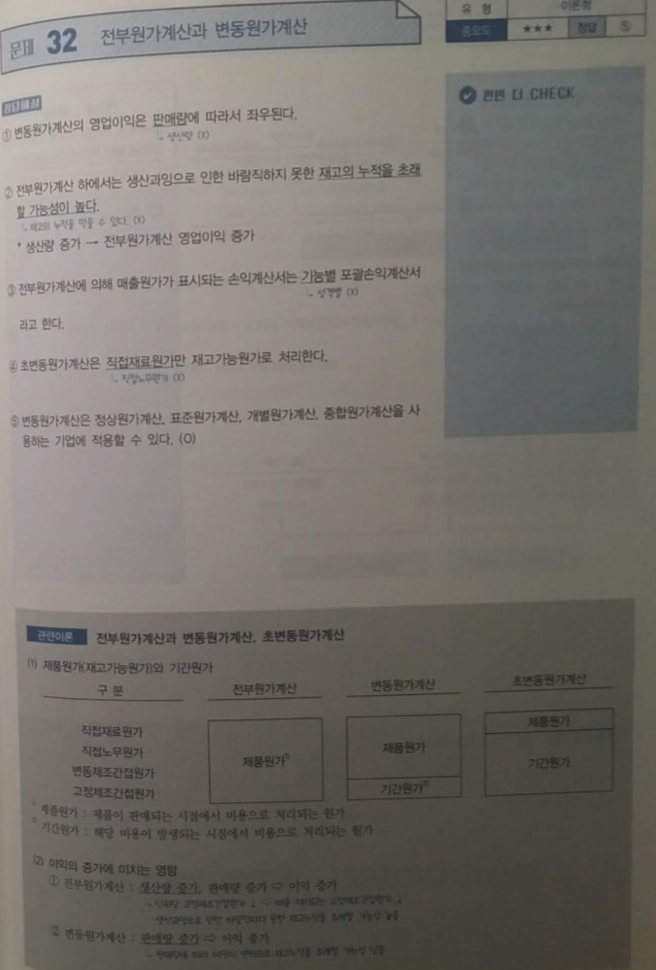 문제 32 전부원가계산과 변동원가계산
유 형 이론형
중요도 ★★★ 정답 ⑤
정답해설
① 변동원가계산의 영업이익은 판매량에 따라서 좌우된다.
↳ 생산량 (X)
② 전부원가계산 하에서는 생산과잉으로 인한 바람직하지 못한 재고의 누적을 초래
할 가능성이 높다.
↳ 재고의 누적을 막을 수 있다. (X)
* 생산량 증가 → 전부원가계산 영업이익 증가
③ 전부원가계산에 의해 매출원가가 표시되는 손익계산서는 기능별 포괄손익계산서
↳ 성격별 (X)
라고 한다.
④ 초변동원가계산은 직접재료원가만 재고가능원가로 처리한다.
↳ 직접노무원가 (X)
⑤ 변동원가계산은 정상원가계산, 표준원가계산, 개별원가계산, 종합원가계산을 사
용하는 기업에 적용할 수 있다. (O)
한번 더 CHECK
관련이론 전부원가계산과 변동원가계산, 초변동원가계산
(1) 제품원가(재고가능원가)와 기간원가
구 분 전부원가계산 변동원가계산 초변동원가계산
직접재료원가 제품원가
직접노무원가 제품원가¹⁾ 제품원가 기간원가
변동제조간접원가
고정제조간접원가 기간원가²⁾
¹⁾ 제품원가 : 제품이 판매되는 시점에서 비용으로 처리되는 원가
²⁾ 기간원가 : 해당 비용이 발생되는 시점에서 비용으로 처리되는 원가
(2) 이익의 증가에 미치는 영향
① 전부원가계산 : 생산량 증가, 판매량 증가 ⇨ 이익 증가
↳ 단위당 고정제조간접원가 ↓ 고정제조간접원가 ↓
생산과잉으로 인한 바람직하지 못한 재고누적을 초래할 가능성 높음
② 변동원가계산 : 판매량 증가 ⇨ 이익 증가
↳ 판매량에 따라 이익이 재고누적을 초래할 가능성 낮음